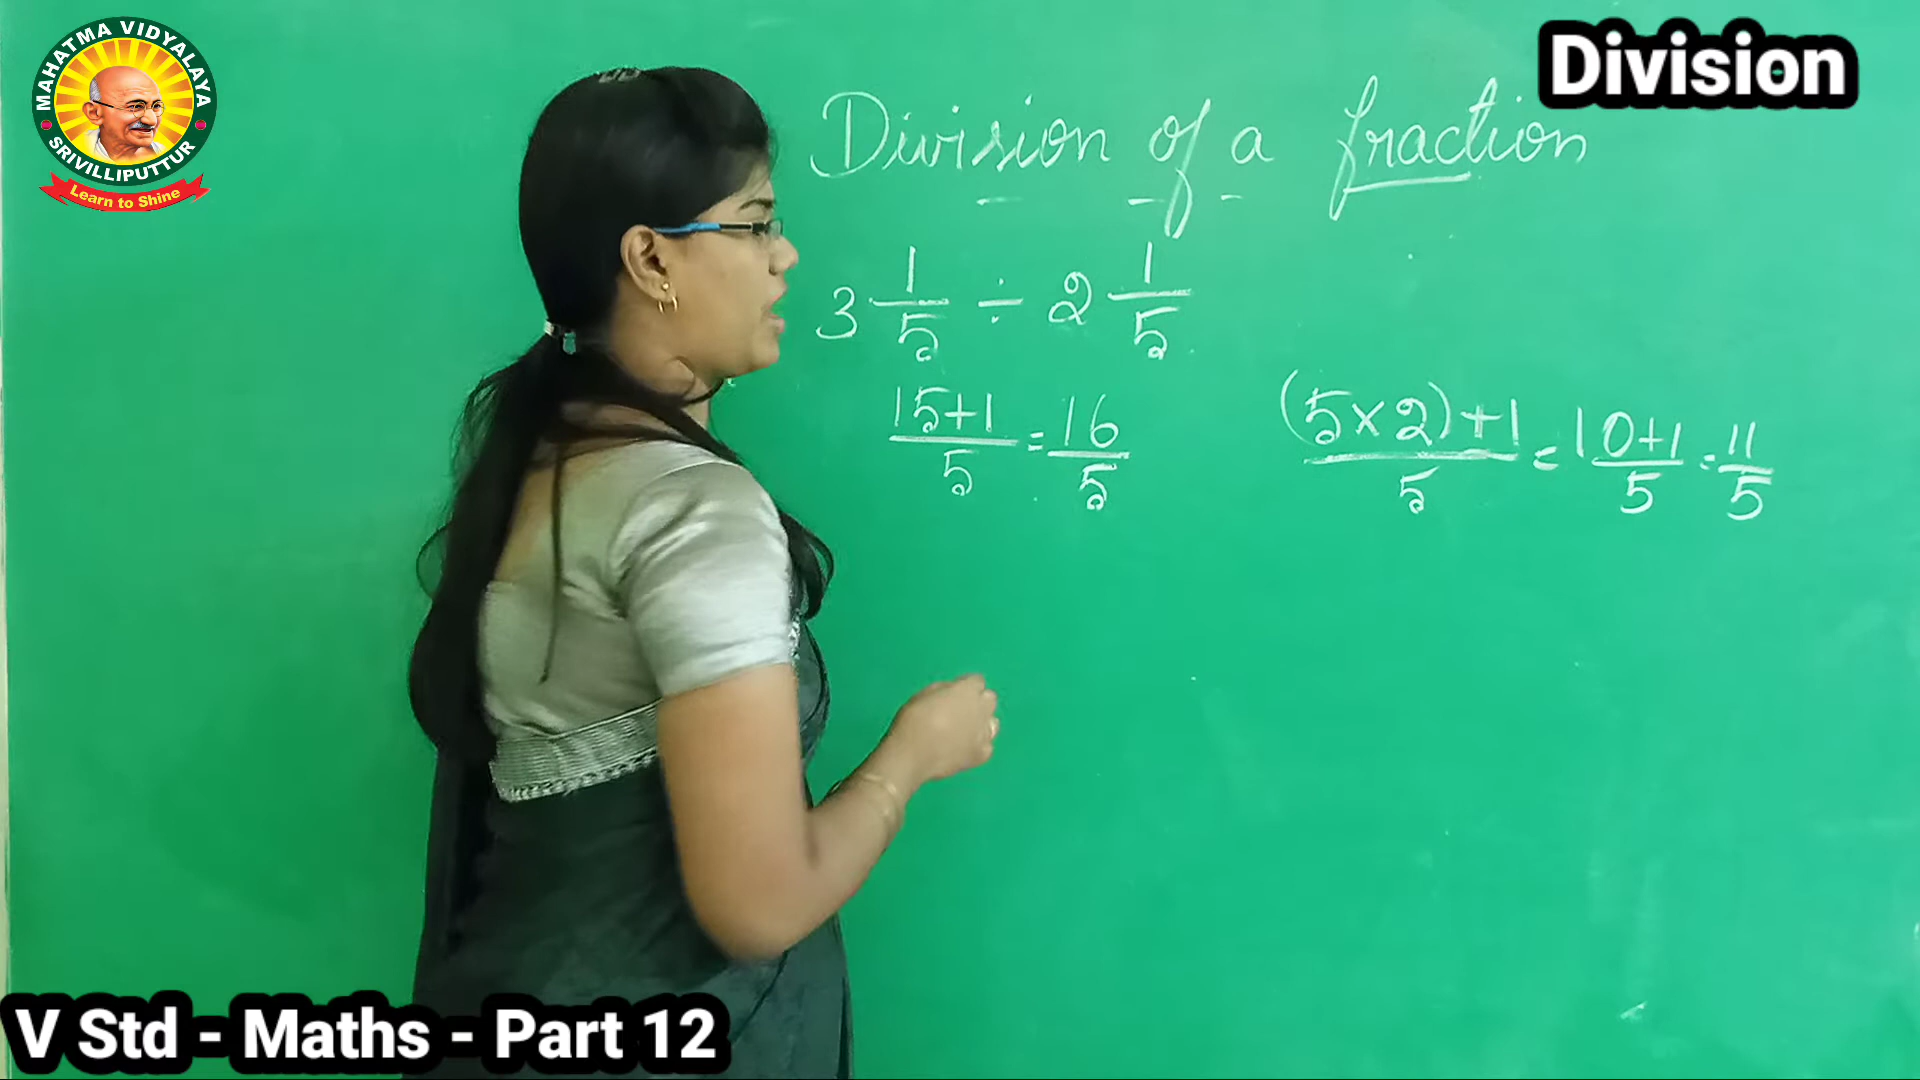 MAHATMA VIDYALAYA
SRIVILLIPUTTUR
Learn to Shine
Division
Division of a fraction
3 1/5 ÷ 2 1/5
15+1/5 = 16/5
(5×2)+1/5 = 10+1/5 = 11/5
V Std - Maths - Part 12